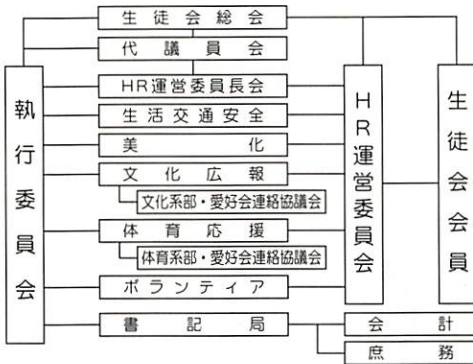 生徒会総会
代議員会
HR運営委員長会
生活交通安全
美化
文化広報
文化系部・愛好会連絡協議会
体育応援
体育系部・愛好会連絡協議会
ボランティア
書記局
会計
庶務
執行委員会
HR運営委員会
生徒会会員